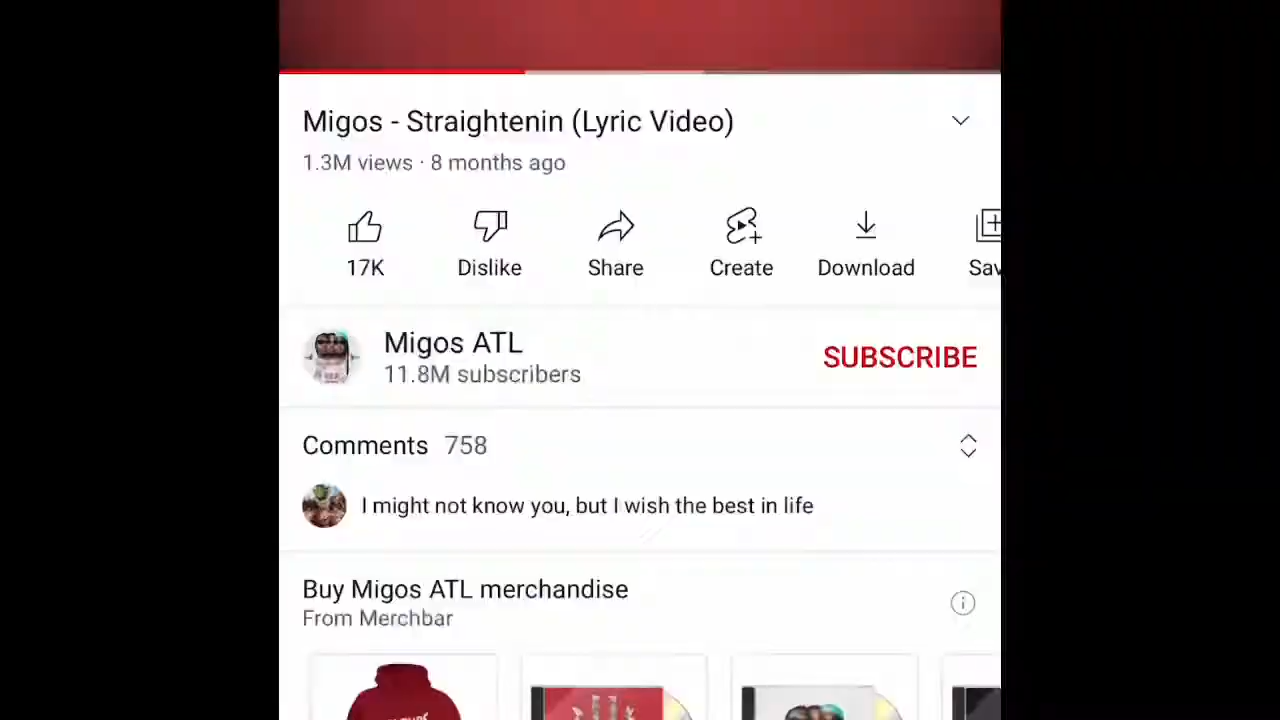 Migos - Straightenin (Lyric Video)
1.3M views · 8 months ago
17K Dislike Share Create Download Sav
Migos ATL
11.8M subscribers
SUBSCRIBE
Comments 758
I might not know you, but I wish the best in life
Buy Migos ATL merchandise
From Merchbar